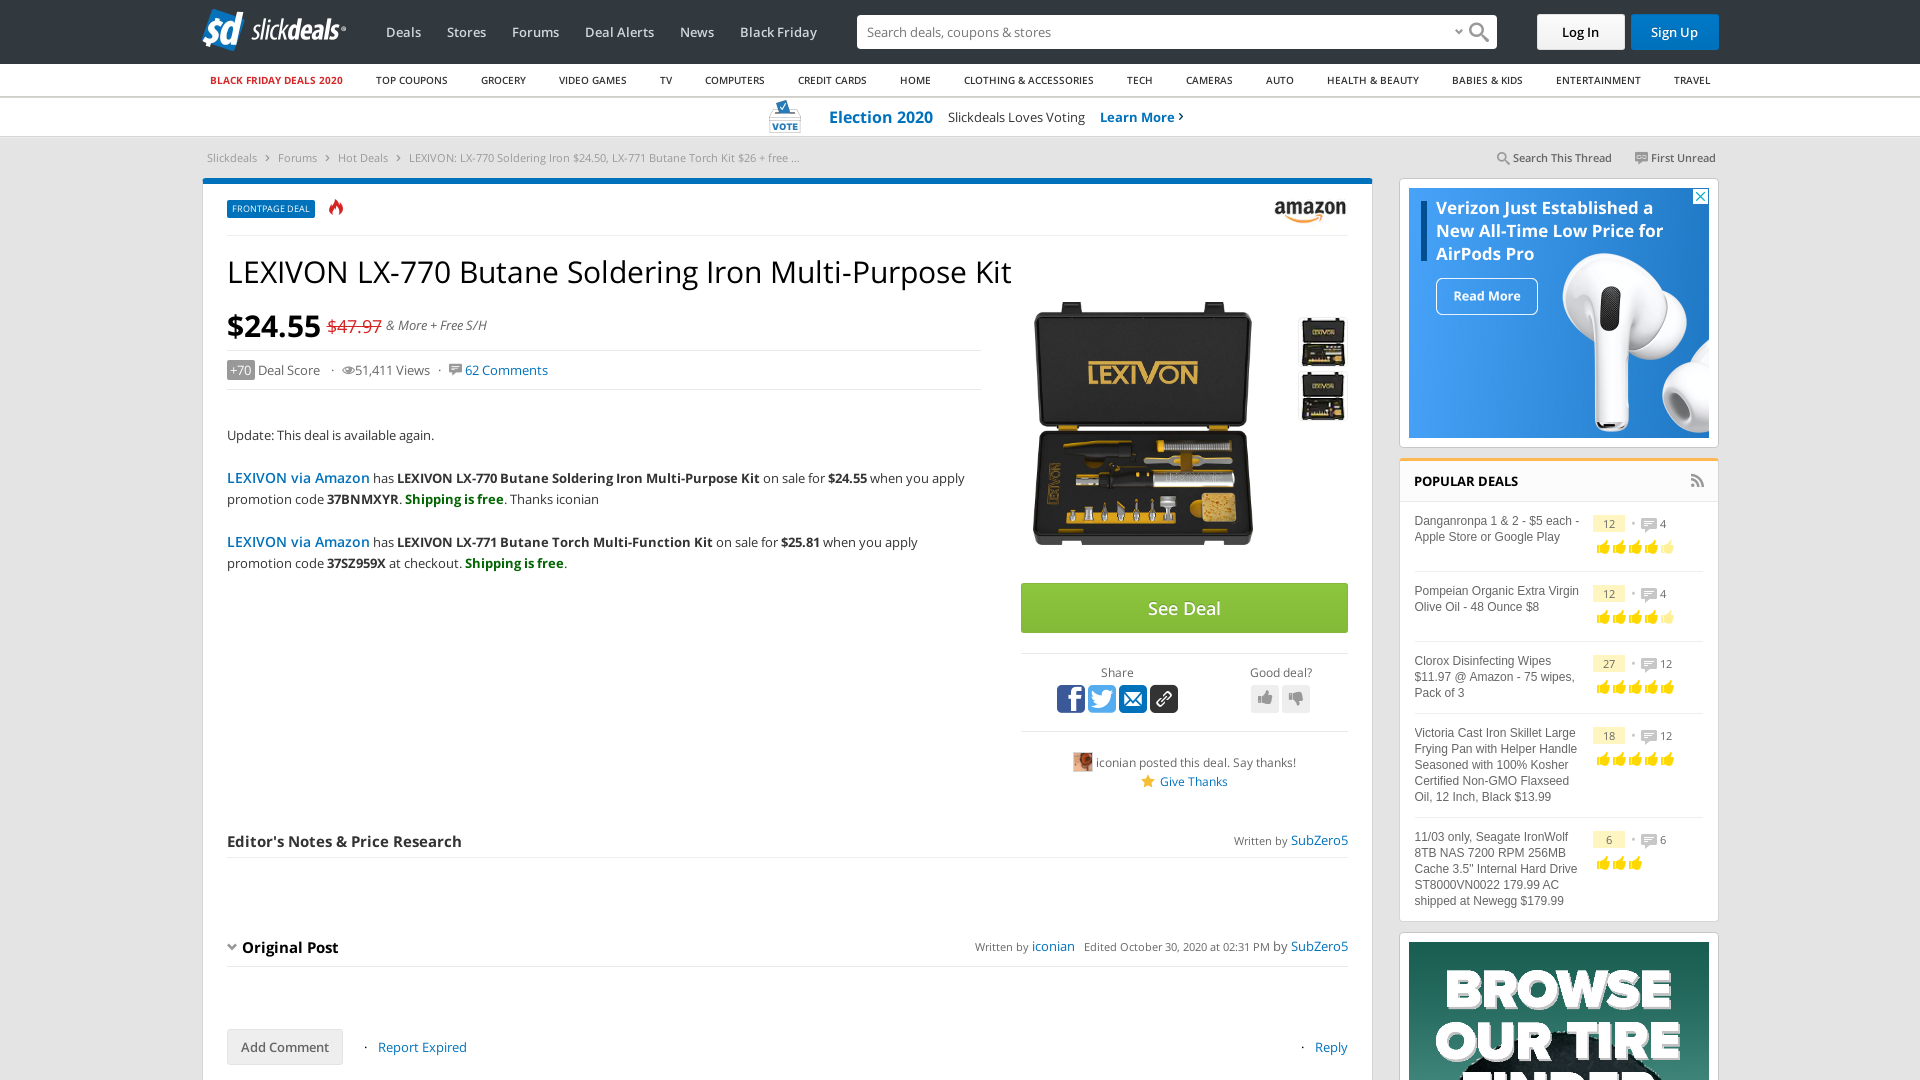 sd slickdeals
Deals
Stores
Forums
Deal Alerts
News
Black Friday
Search deals, coupons & stores
Log In
Sign Up
BLACK FRIDAY DEALS 2020
TOP COUPONS
GROCERY
VIDEO GAMES
TV
COMPUTERS
CREDIT CARDS
HOME
CLOTHING & ACCESSORIES
TECH
CAMERAS
AUTO
HEALTH & BEAUTY
BABIES & KIDS
ENTERTAINMENT
TRAVEL
VOTE
Election 2020 Slickdeals Loves Voting Learn More
Slickdeals > Forums > Hot Deals > LEXIVON: LX-770 Soldering Iron $24.50, LX-771 Butane Torch Kit $26 + free ...
Search This Thread
First Unread
FRONTPAGE DEAL
amazon
LEXIVON LX-770 Butane Soldering Iron Multi-Purpose Kit
$24.55 $47.97 & More + Free S/H
+70 Deal Score · 51,411 Views · 62 Comments
Update: This deal is available again.
LEXIVON via Amazon has LEXIVON LX-770 Butane Soldering Iron Multi-Purpose Kit on sale for $24.55 when you apply
promotion code 37BNMXYR. Shipping is free. Thanks iconian
LEXIVON via Amazon has LEXIVON LX-771 Butane Torch Multi-Function Kit on sale for $25.81 when you apply
promotion code 37SZ959X at checkout. Shipping is free.
LEXIVON
LEXIVON
See Deal
Share
Good deal?
iconian posted this deal. Say thanks!
Give Thanks
Editor's Notes & Price Research
Written by SubZero5
Original Post
Written by iconian Edited October 30, 2020 at 02:31 PM by SubZero5
Add Comment
· Report Expired
· Reply
Verizon Just Established a
New All-Time Low Price for
AirPods Pro
Read More
POPULAR DEALS
Danganronpa 1 & 2 - $5 each -
Apple Store or Google Play
12 · 4
Pompeian Organic Extra Virgin
Olive Oil - 48 Ounce $8
12 · 4
Clorox Disinfecting Wipes
$11.97 @ Amazon - 75 wipes,
Pack of 3
27 · 12
Victoria Cast Iron Skillet Large
Frying Pan with Helper Handle
Seasoned with 100% Kosher
Certified Non-GMO Flaxseed
Oil, 12 Inch, Black $13.99
18 · 12
11/03 only, Seagate IronWolf
8TB NAS 7200 RPM 256MB
Cache 3.5" Internal Hard Drive
ST8000VN0022 179.99 AC
shipped at Newegg $179.99
6 · 6
BROWSE
OUR TIRE
FINDER